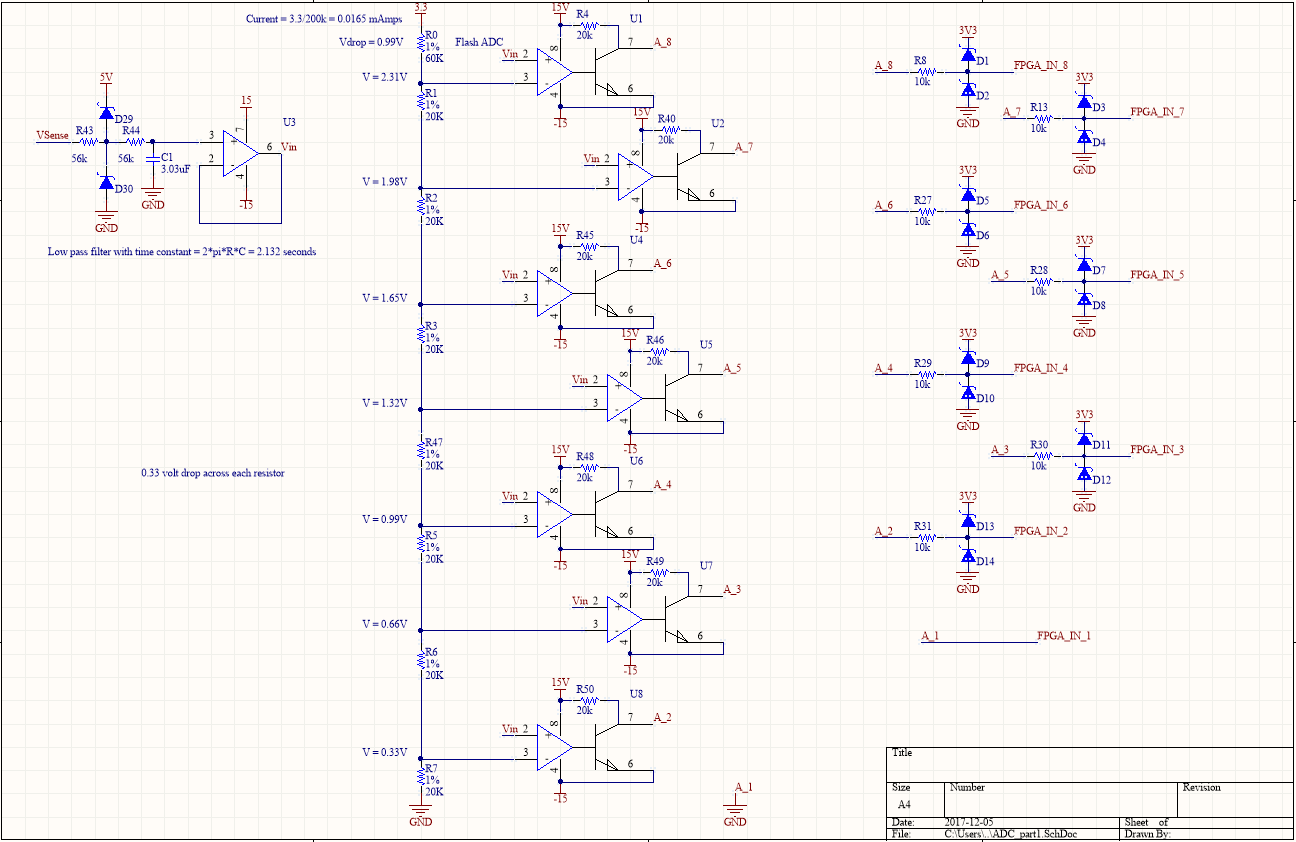 Current = 3.3/200k = 0.0165 mAmps
Vdrop = 0.99V
Flash ADC
3.3
R0
1%
60K
V = 2.31V
R1
1%
20K
V = 1.98V
R2
1%
20K
V = 1.65V
R3
1%
20K
V = 1.32V
R47
1%
20K
V = 0.99V
R5
1%
20K
V = 0.66V
R6
1%
20K
V = 0.33V
R7
1%
20K
GND
5V
D29
VSense
R43
56k
R44
56k
C1
3.03uF
D30
GND
GND
15
U3
3
7
+
-
2
4
6
Vin
-15
Low pass filter with time constant = 2*pi*R*C = 2.132 seconds
0.33 volt drop across each resistor
15V
R4
20k
U1
7
A_8
Vin 2
8
+
-
3
4
6
-15
15V
R40
20k
U2
7
A_7
Vin 2
8
+
-
3
4
6
-15
15V
R45
20k
U4
7
A_6
Vin 2
8
+
-
3
4
6
-15
15V
R46
20k
U5
7
A_5
Vin 2
8
+
-
3
4
6
-15
15V
R48
20k
U6
7
A_4
Vin 2
8
+
-
3
4
6
-15
15V
R49
20k
U7
7
A_3
Vin 2
8
+
-
3
4
6
-15
15V
R50
20k
U8
7
A_2
Vin 2
8
+
-
3
4
6
-15
A_1
GND
3V3
A_8
R8
10k
D1
D2
FPGA_IN_8
GND
3V3
A_7
R13
10k
D3
D4
FPGA_IN_7
GND
3V3
A_6
R27
10k
D5
D6
FPGA_IN_6
GND
3V3
A_5
R28
10k
D7
D8
FPGA_IN_5
GND
3V3
A_4
R29
10k
D9
D10
FPGA_IN_4
GND
3V3
A_3
R30
10k
D11
D12
FPGA_IN_3
GND
3V3
A_2
R31
10k
D13
D14
FPGA_IN_2
GND
A_1
FPGA_IN_1
Title
Size
Number
Revision
A4
Date:
2017-12-05
Sheet of
File:
C:\Users\..\ADC_part1.SchDoc
Drawn By: